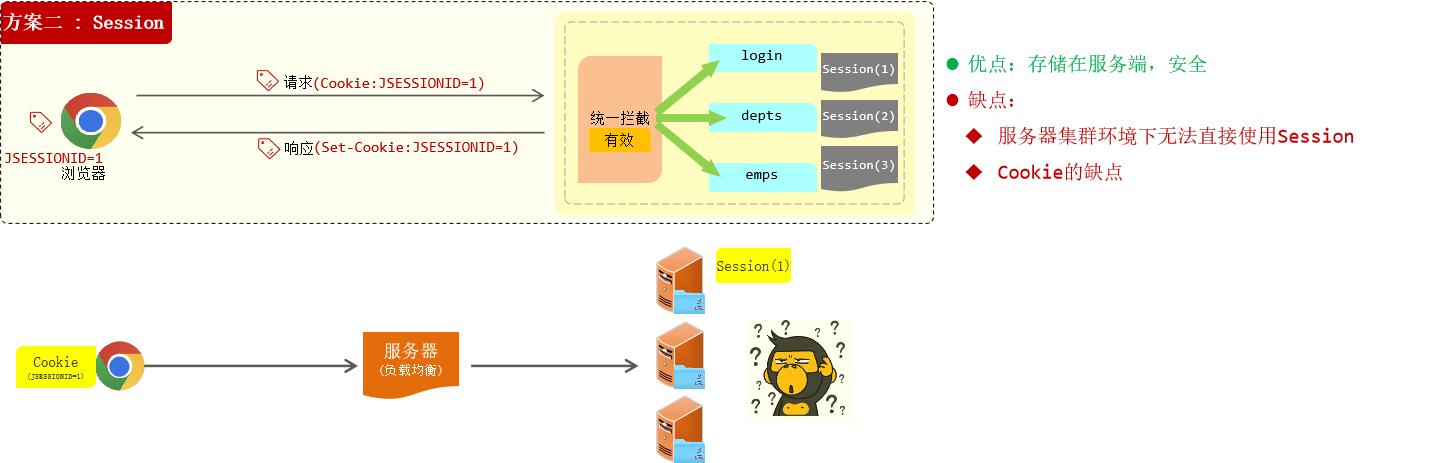 方案二 : Session
请求(Cookie:JSESSIONID=1)
响应(Set-Cookie:JSESSIONID=1)
JSESSIONID=1
浏览器
统一拦截
有效
login
depts
emps
Session(1)
Session(2)
Session(3)
优点: 存储在服务端，安全
缺点:
服务器集群环境下无法直接使用Session
Cookie的缺点
Cookie
(JSESSIONID=1)
服务器
(负载均衡)
Session(1)
? ? ? ? ? ? ? ? ? ? ? ?